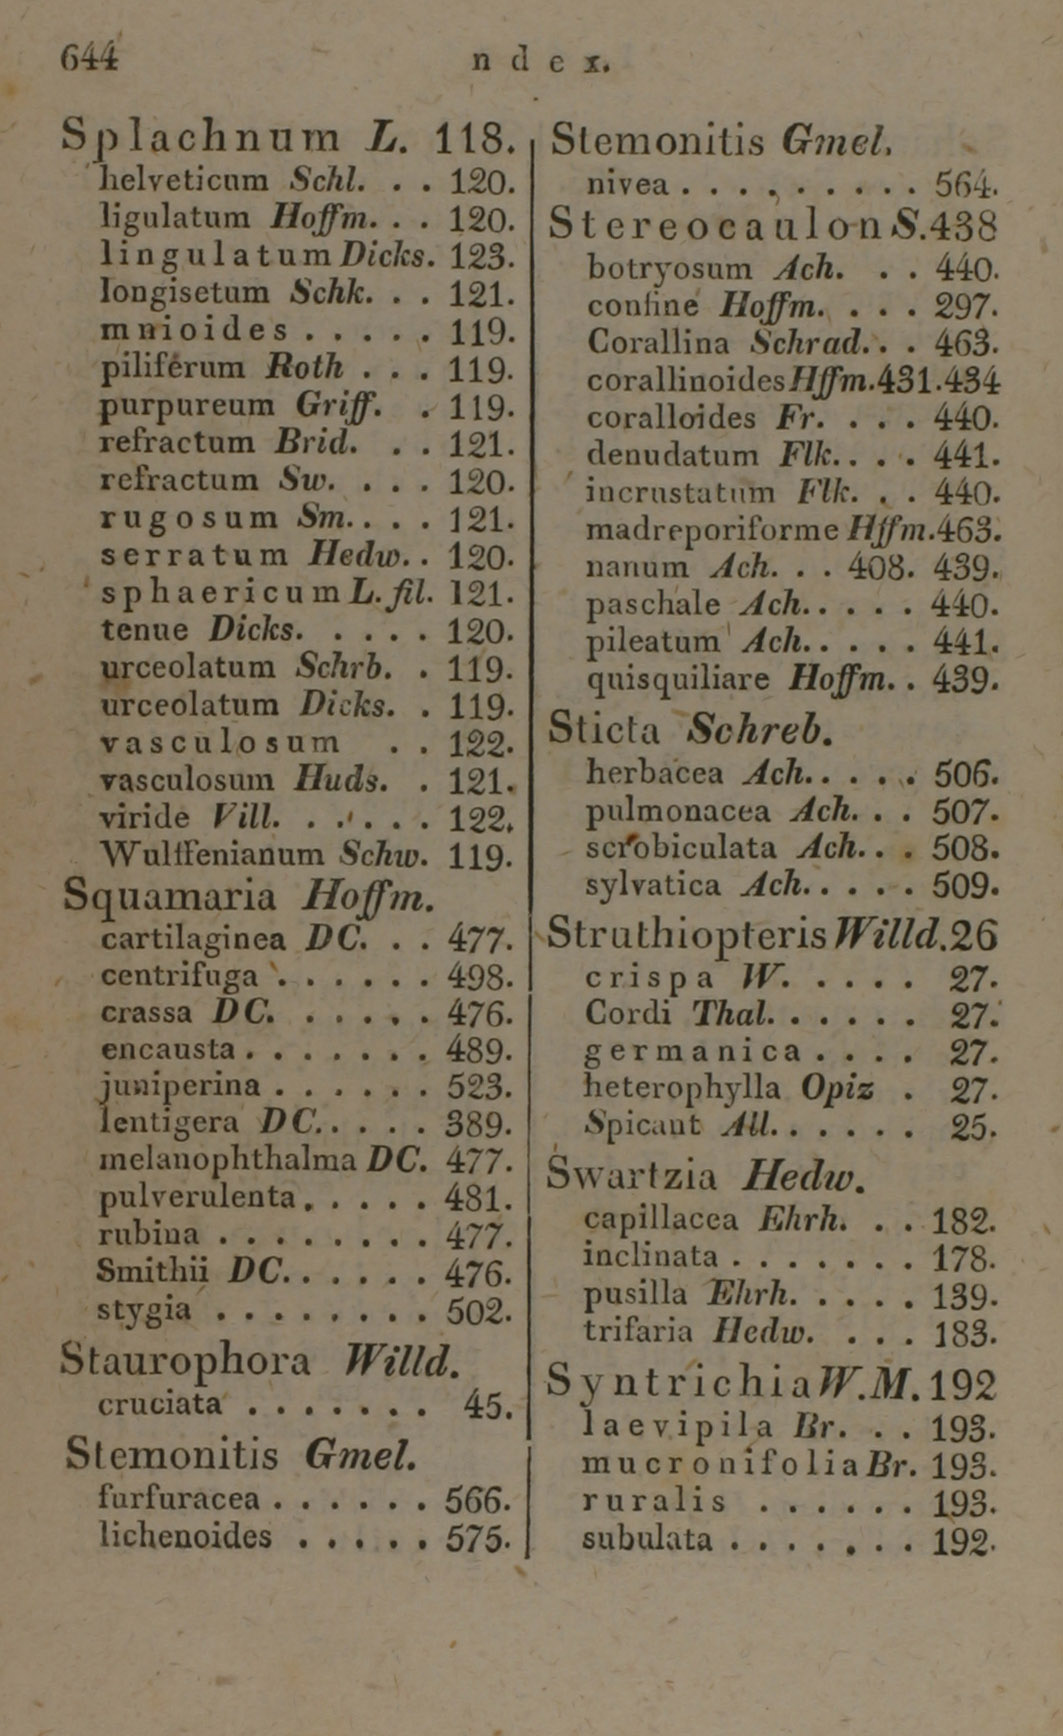 644
ndex.
Splachnum L. 118.
helveticum Schl. . . 120.
ligulatum Hoffm. . . 120.
lingulatum Dicks. 123.
longisetum Schk. . . 121.
mnioides . . . . . 119.
piliferum Roth . . . 119.
purpureum Griff. . 119.
refractum Brid. . . 121.
refractum Sw. . . . 120.
rugosum Sm. . . . 121.
serratum Hedw. . 120.
sphaericum L. fil. 121.
tenue Dicks. . . . . 120.
urceolatum Schrb. . 119.
urceolatum Dicks. . 119.
vasculosum . . 122.
vasculosum Huds. . 121.
viride Vill. . . . . . 122.
Wulffenianum Schw. 119.
Squamaria Hoffm.
cartilaginea DC. . . 477.
centrifuga . . . . . . 498.
crassa DC. . . . . . 476.
encausta . . . . . . . 489.
juniperina . . . . . . 523.
lentigera DC. . . . . 389.
melanophthalma DC. 477.
pulverulenta . . . . . 481.
rubina . . . . . . . . 477.
Smithii DC. . . . . . 476.
stygia . . . . . . . . 502.
Staurophora Willd.
cruciata . . . . . . . 45.
Stemonitis Gmel.
furfuracea . . . . . . 566.
lichenoides . . . . . 575.
Stemonitis Gmel.
nivea . . . . . . . . . 564.
Stereocaulon S. 438
botryosum Ach. . . 440.
confine Hoffm. . . . 297.
Corallina Schrad. . . 463.
corallinoides Hffm. 431. 434
coralloides Fr. . . . 440.
denudatum Flk. . . . 441.
incrustatum Flk. . . 440.
madreporiforme Hffm. 463.
nanum Ach. . . 408. 439.
paschale Ach. . . . . 440.
pileatum Ach. . . . . 441.
quisquiliare Hoffm. . 439.
Sticta Schreb.
herbacea Ach. . . . . 506.
pulmonacea Ach. . . 507.
scrobiculata Ach. . . 508.
sylvatica Ach. . . . . 509.
Struthiopteris Willd. 26
crispa W. . . . . 27.
Cordi Thal. . . . . . 27.
germanica . . . . 27.
heterophylla Opiz . 27.
Spicant All. . . . . . 25.
Swartzia Hedw.
capillacea Ehrh. . . 182.
inclinata . . . . . . . 178.
pusilla Ehrh. . . . . 139.
trifaria Hedw. . . . 183.
Syntrichia W. M. 192
laevipila Br. . . 193.
mucronifolia Br. 193.
ruralis . . . . . . 193.
subulata . . . . . . . 192.